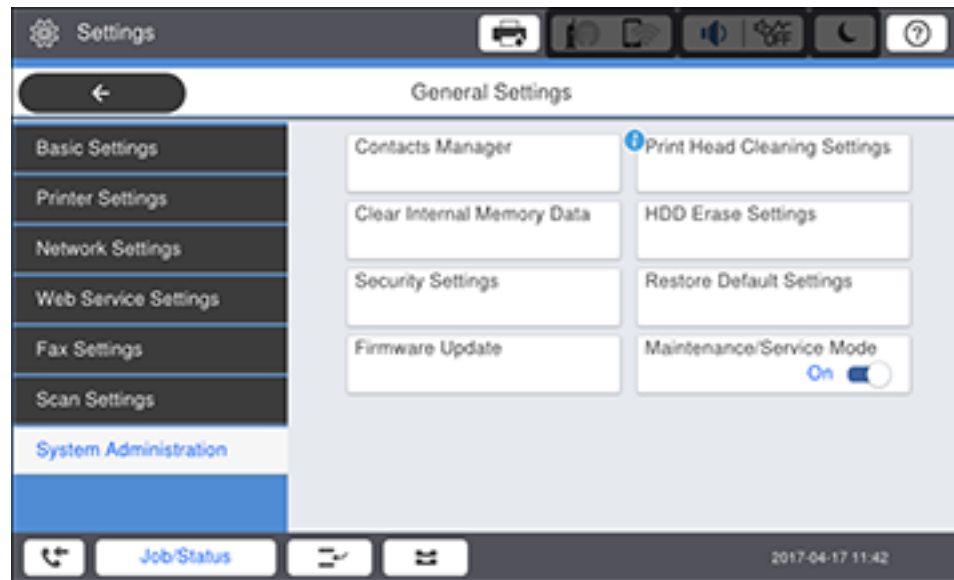 Settings
OFF
General Settings
Basic Settings
Printer Settings
Network Settings
Web Service Settings
Fax Settings
Scan Settings
System Administration
Contacts Manager
Print Head Cleaning Settings
Clear Internal Memory Data
HDD Erase Settings
Security Settings
Restore Default Settings
Firmware Update
Maintenance/Service Mode
On
Job/Status
2017-04-17 11:42